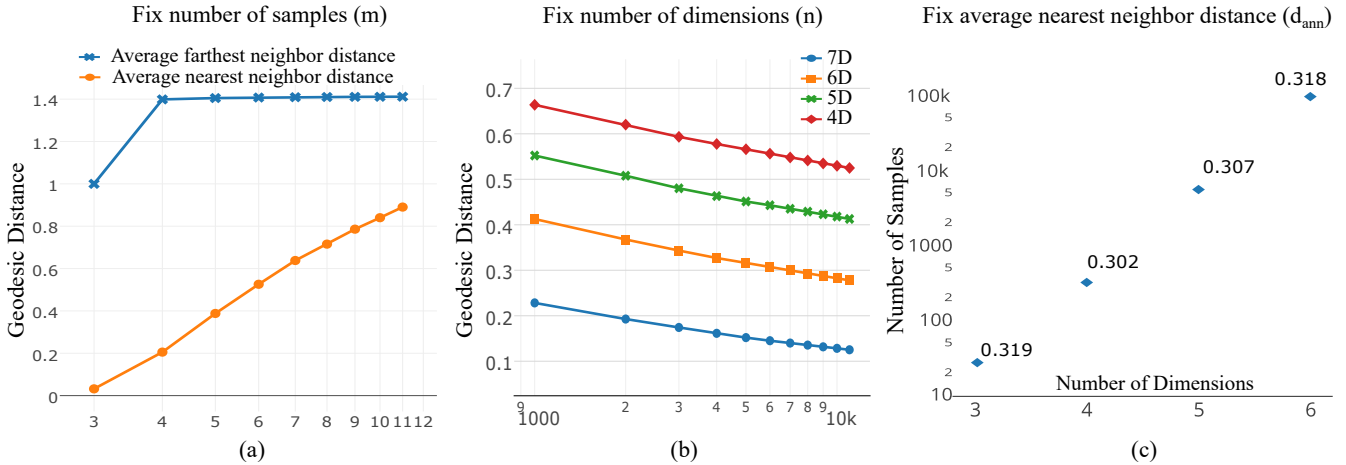 Fix number of samples (m)
Average farthest neighbor distance
Average nearest neighbor distance
Geodesic Distance
1.4
1.2
1
0.8
0.6
0.4
0.2
0
3 4 5 6 7 8 9 10 11 12
(a)
Fix number of dimensions (n)
7D
6D
5D
4D
Geodesic Distance
0.7
0.6
0.5
0.4
0.3
0.2
0.1
9 1000 2 3 4 5 6 7 8 9 10k
(b)
Fix average nearest neighbor distance (dann)
Number of Samples
100k
5
2
10k
5
2
1000
5
2
100
5
2
10
0.319
0.302
0.307
0.318
Number of Dimensions
3 4 5 6
(c)